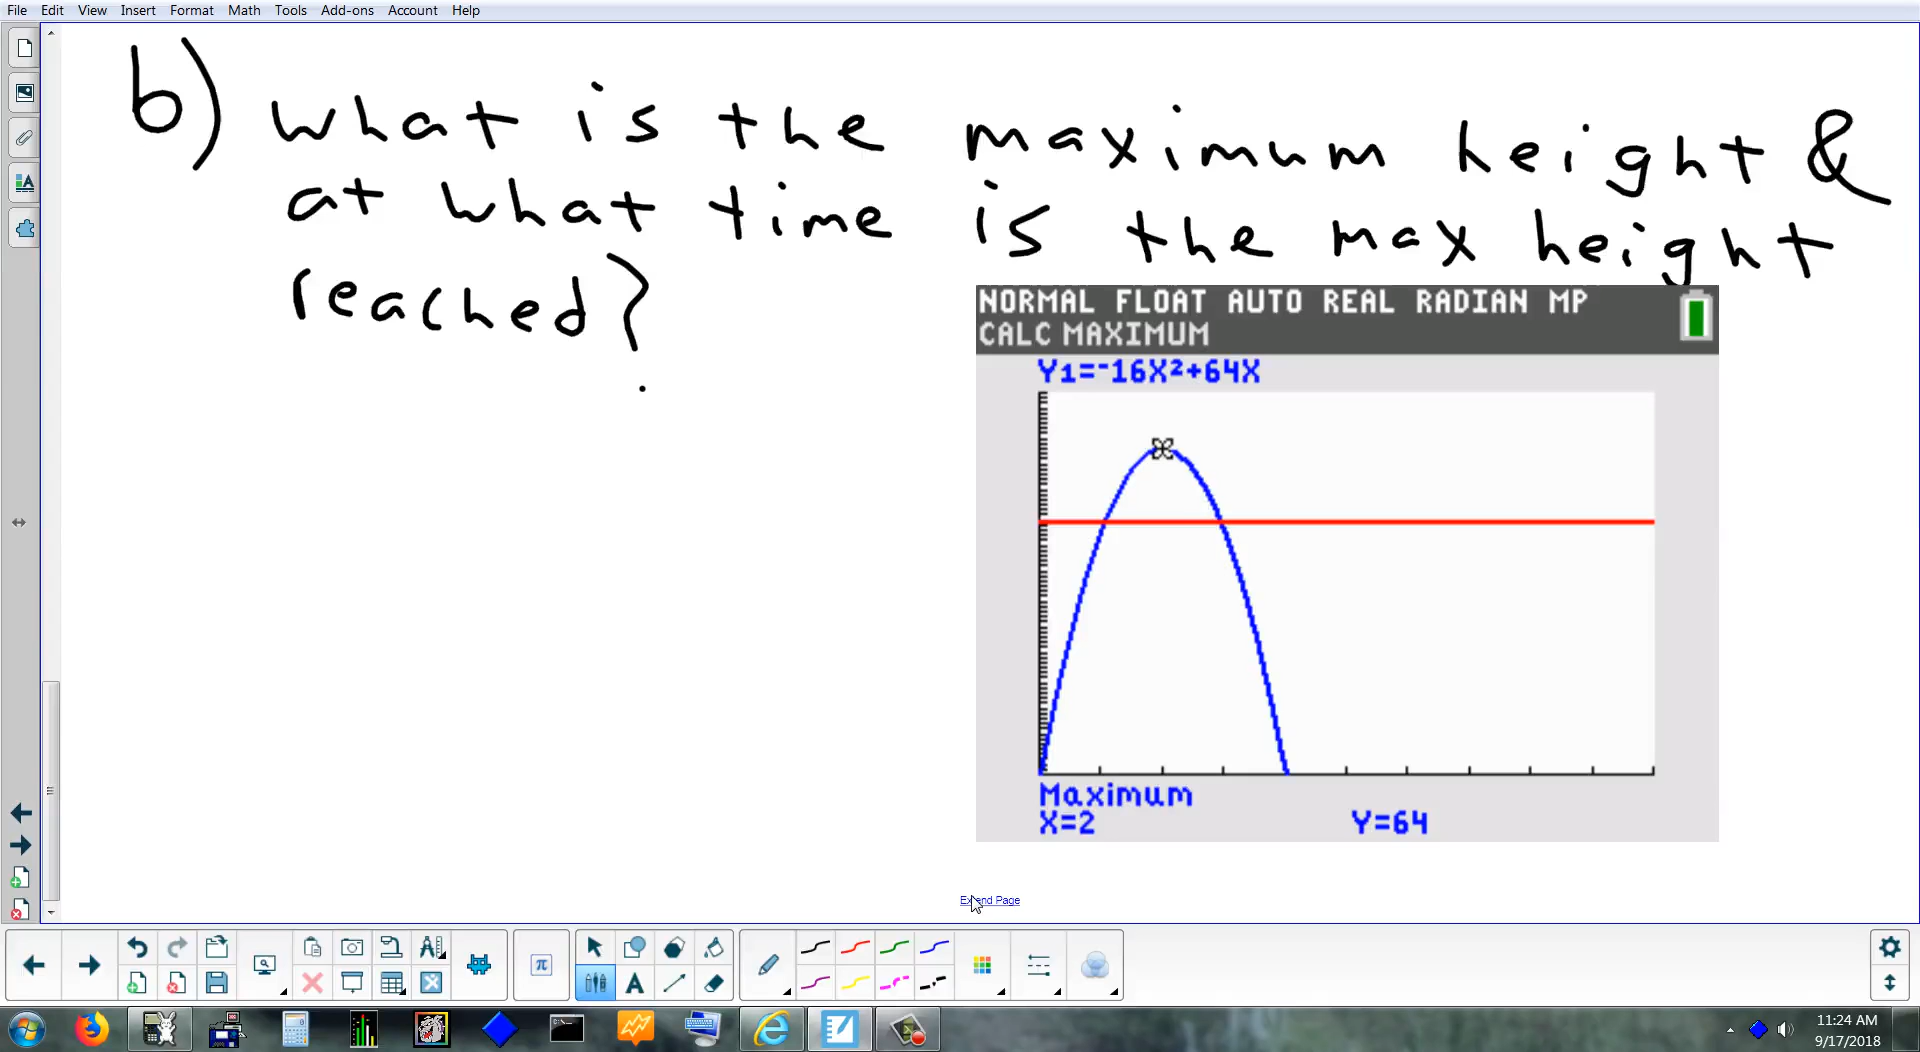 File Edit View Insert Format Math Tools Add-ons Account Help
b) what is the maximum height &
at what time is the max height
reached?
NORMAL FLOAT AUTO REAL RADIAN MP
CALC MAXIMUM
Y1=-16X²+64X
Maximum
X=2 Y=64
Extend Page
π
A
11:24 AM
9/17/2018